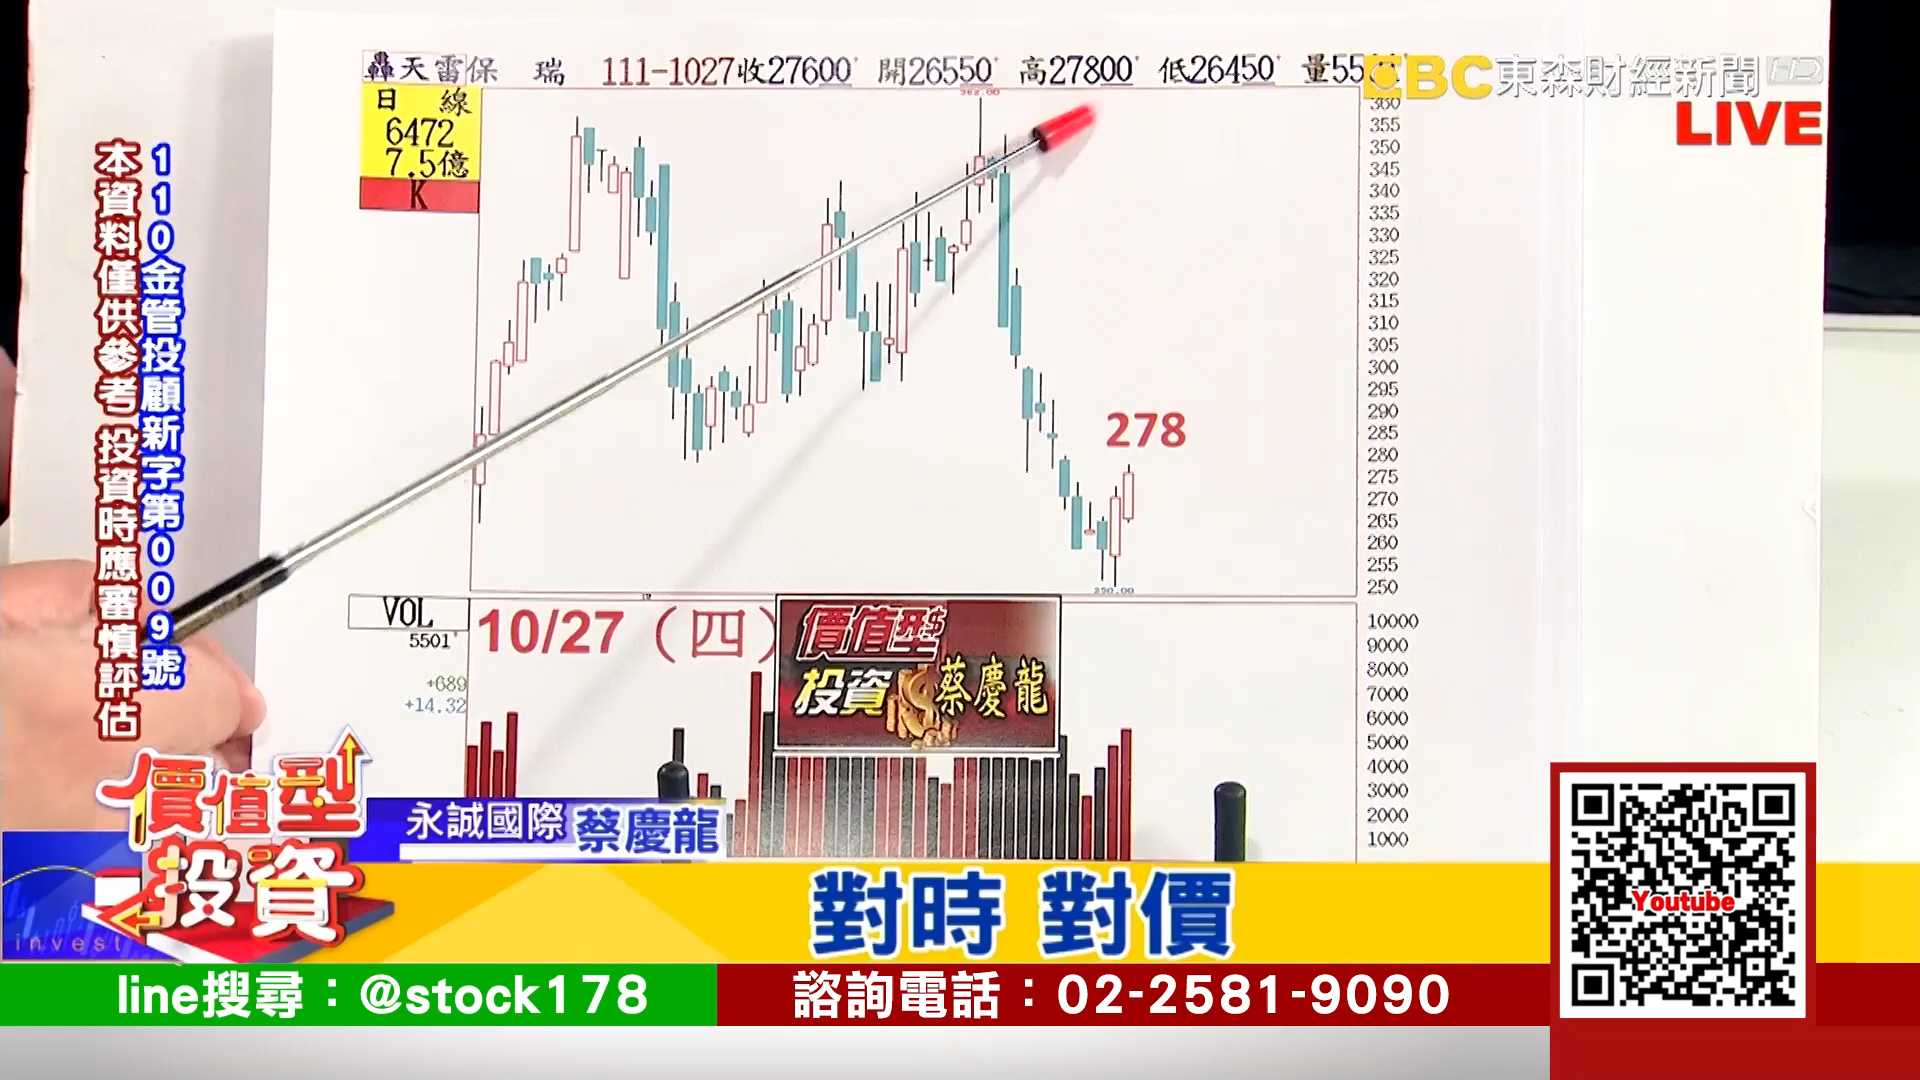 轟天雷保 瑞 111-1027收27600 開26550 高27800 低26450 量55
EBC東森財經新聞HD
LIVE
日 線
6472
7.5億
K
362.00
360
355
350
345
340
335
330
325
320
315
310
305
300
295
290
285
280
275
270
265
260
255
250
278
250.00
本資料僅供參考 投資時應審慎評估
110金管投顧新字第009號
VOL
5501
+689
+14.32
10/27（四）
10000
9000
8000
7000
6000
5000
4000
3000
2000
1000
價值型$
投資 蔡慶龍
價值型
投資
invest
永誠國際 蔡慶龍
對時 對價
Youtube
line搜尋：@stock178
諮詢電話：02-2581-9090